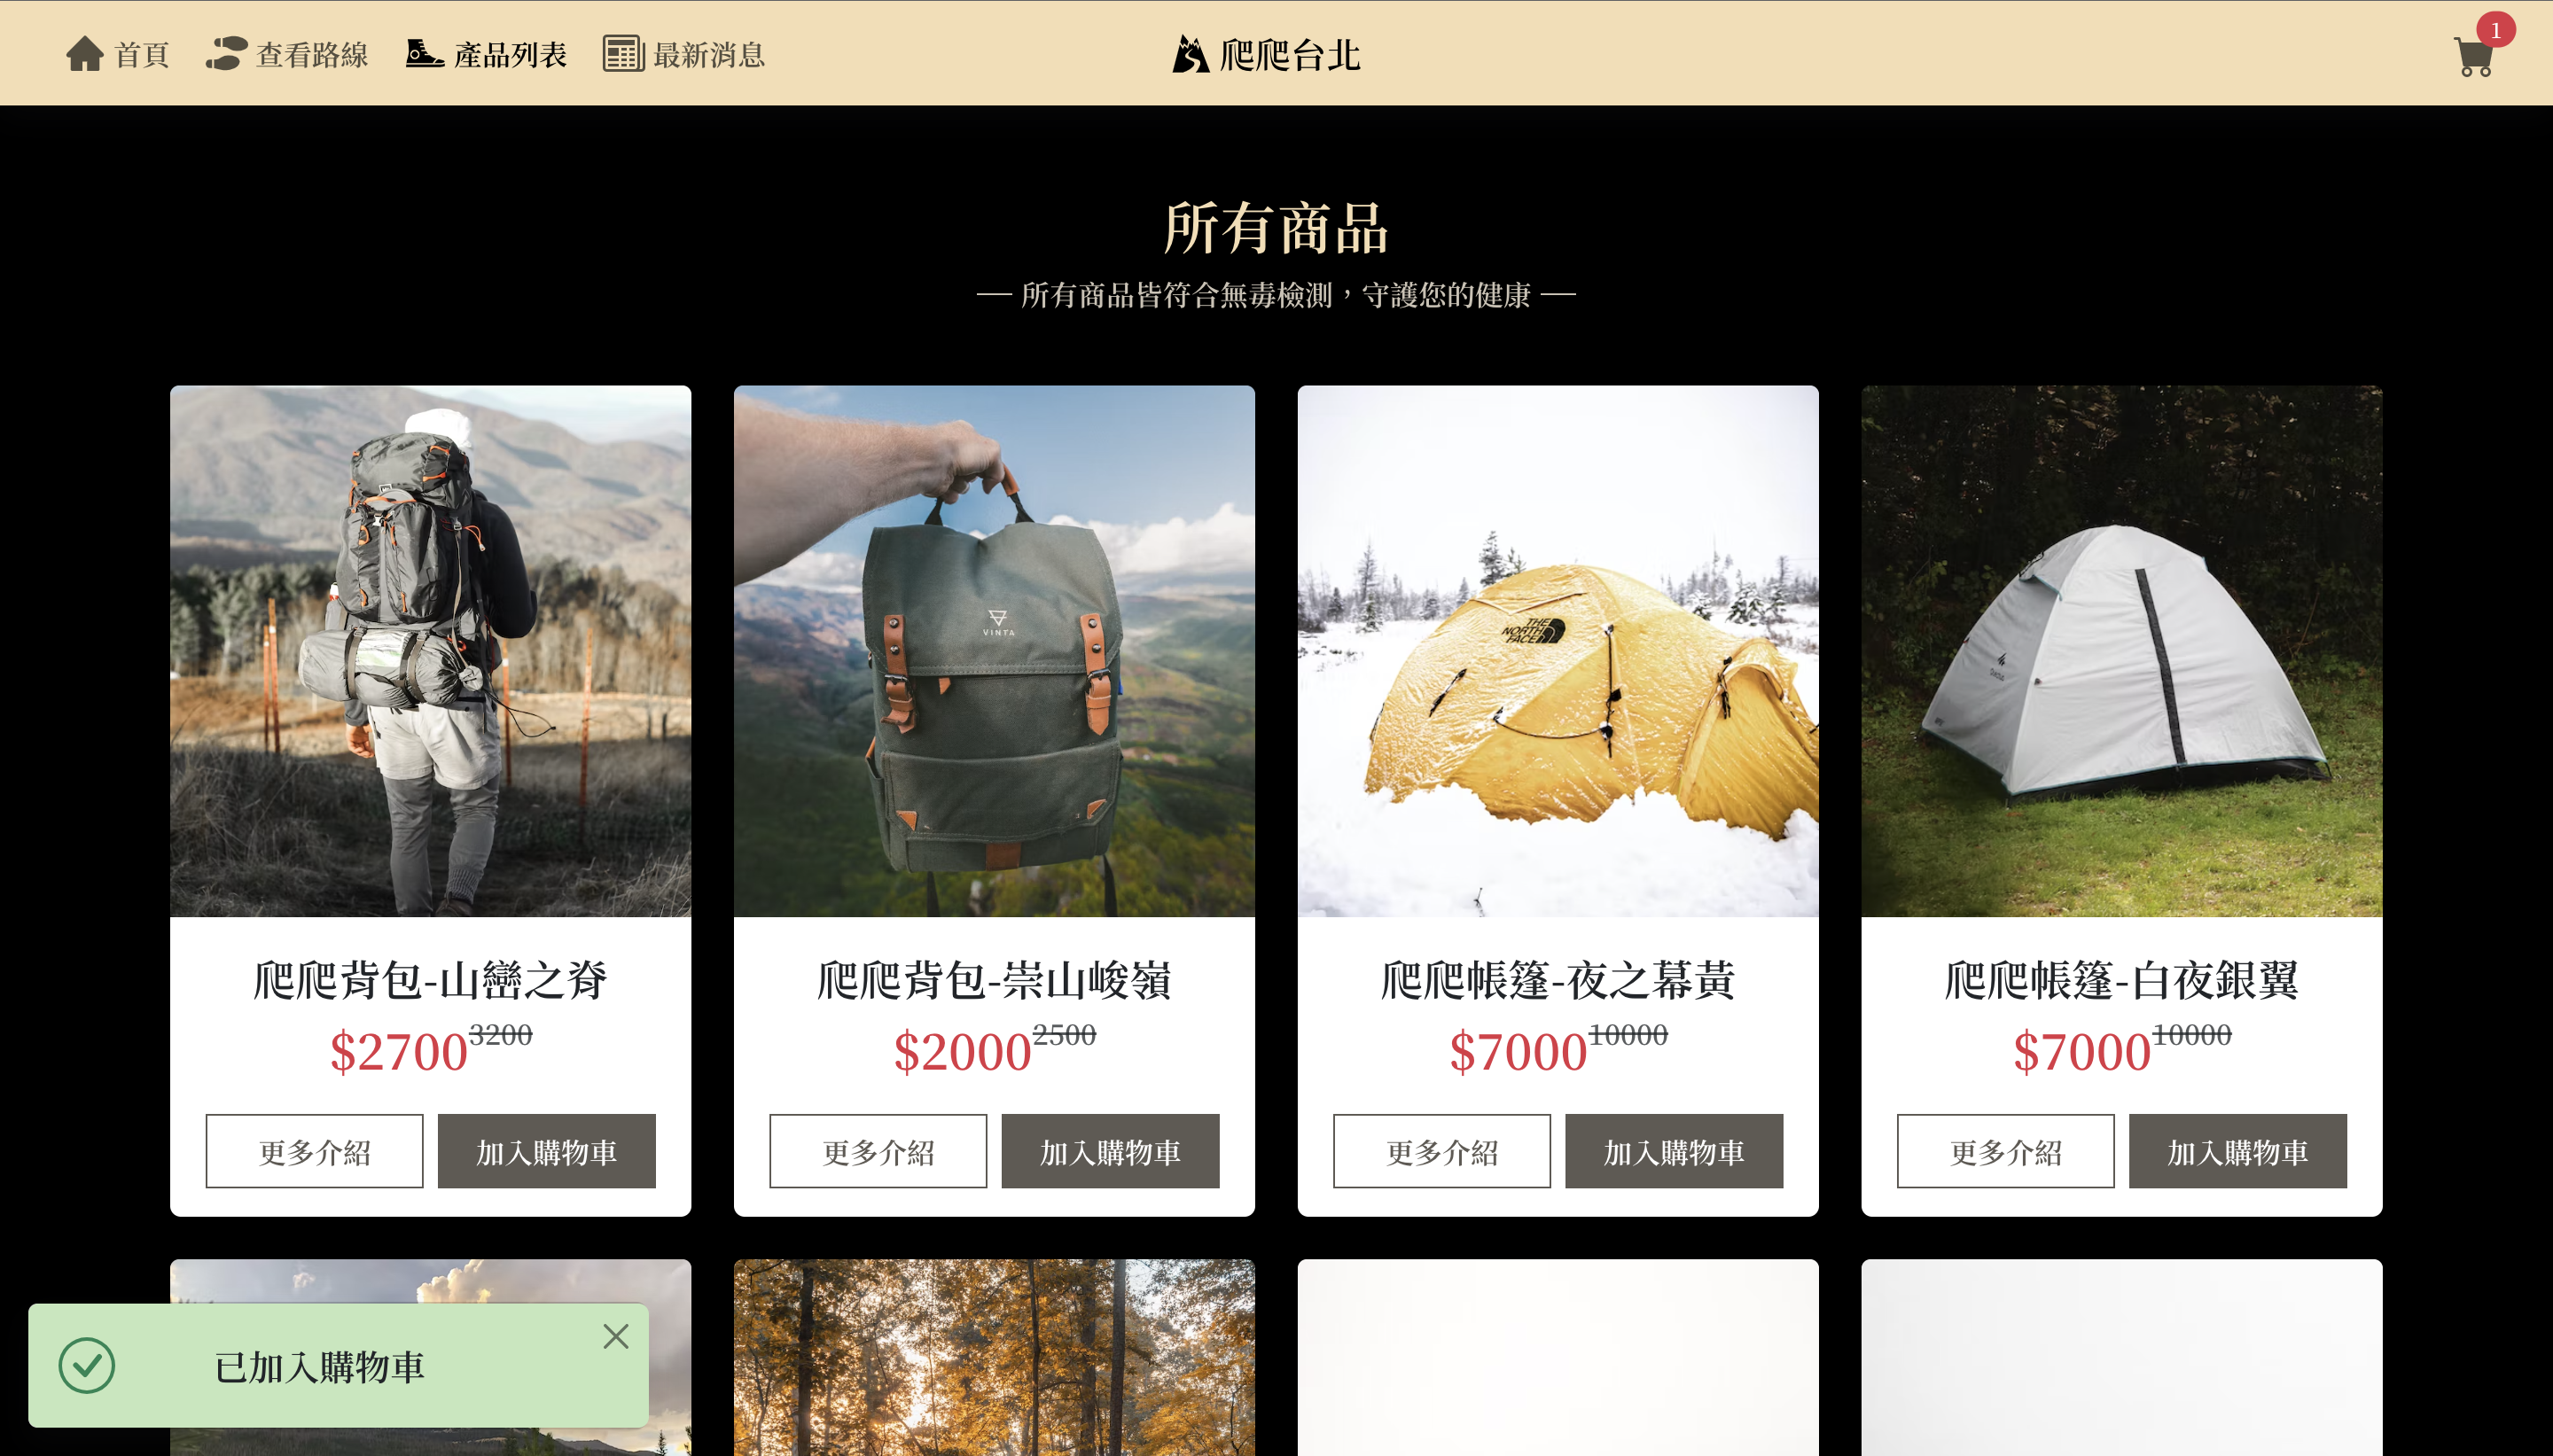 首頁 查看路線 產品列表 最新消息 爬爬台北 1
所有商品
— 所有商品皆符合無毒檢測，守護您的健康 —
VINTA
THE
NORTH
FACE
爬爬背包-山巒之脊 爬爬背包-崇山峻嶺 爬爬帳篷-夜之幕黃 爬爬帳篷-白夜銀翼
$2700 3200 $2000 2500 $7000 10000 $7000 10000
更多介紹 加入購物車 更多介紹 加入購物車 更多介紹 加入購物車 更多介紹 加入購物車
已加入購物車